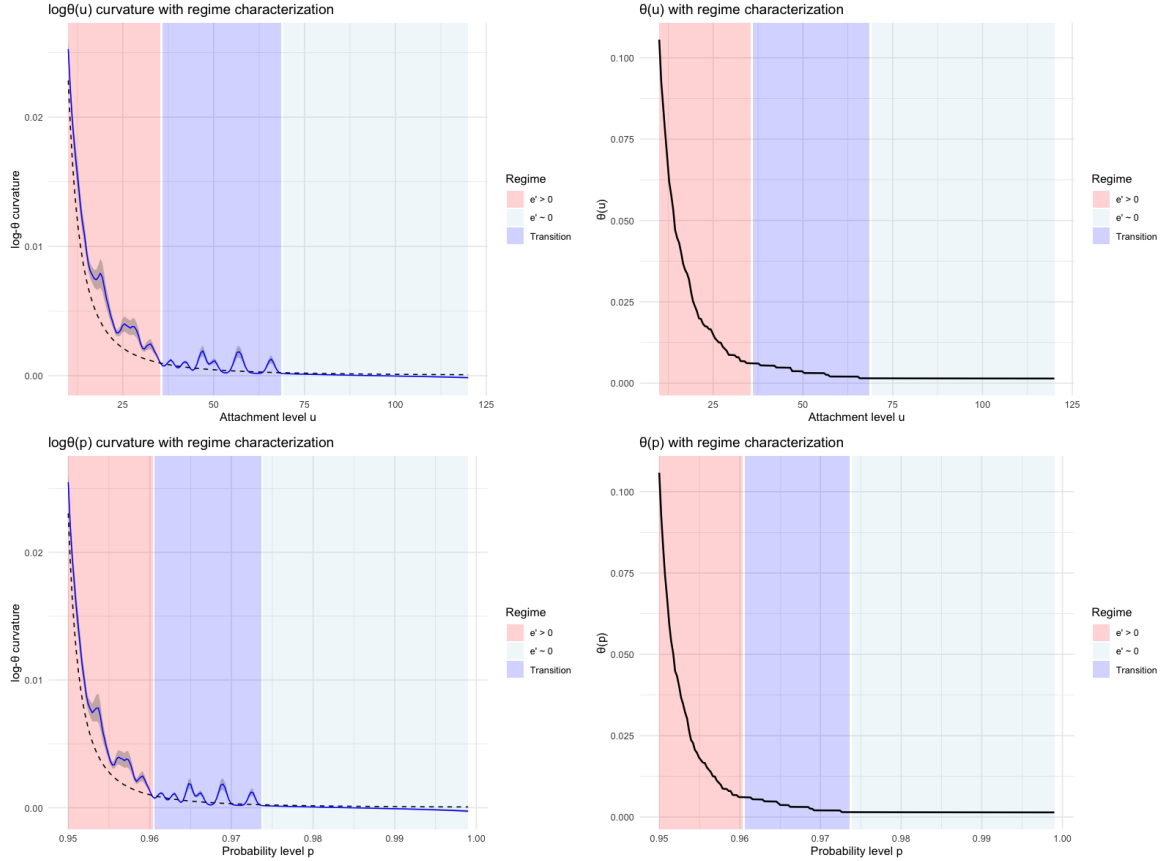 logθ(u) curvature with regime characterization
log-θ curvature
0.02
0.01
0.00
25
50
75
100
125
Attachment level u
Regime
e' > 0
e' ~ 0
Transition
θ(u) with regime characterization
θ(u)
0.100
0.075
0.050
0.025
0.000
25
50
75
100
125
Attachment level u
Regime
e' > 0
e' ~ 0
Transition
logθ(p) curvature with regime characterization
log-θ curvature
0.02
0.01
0.00
0.95
0.96
0.97
0.98
0.99
1.00
Probability level p
Regime
e' > 0
e' ~ 0
Transition
θ(p) with regime characterization
θ(p)
0.100
0.075
0.050
0.025
0.000
0.95
0.96
0.97
0.98
0.99
1.00
Probability level p
Regime
e' > 0
e' ~ 0
Transition